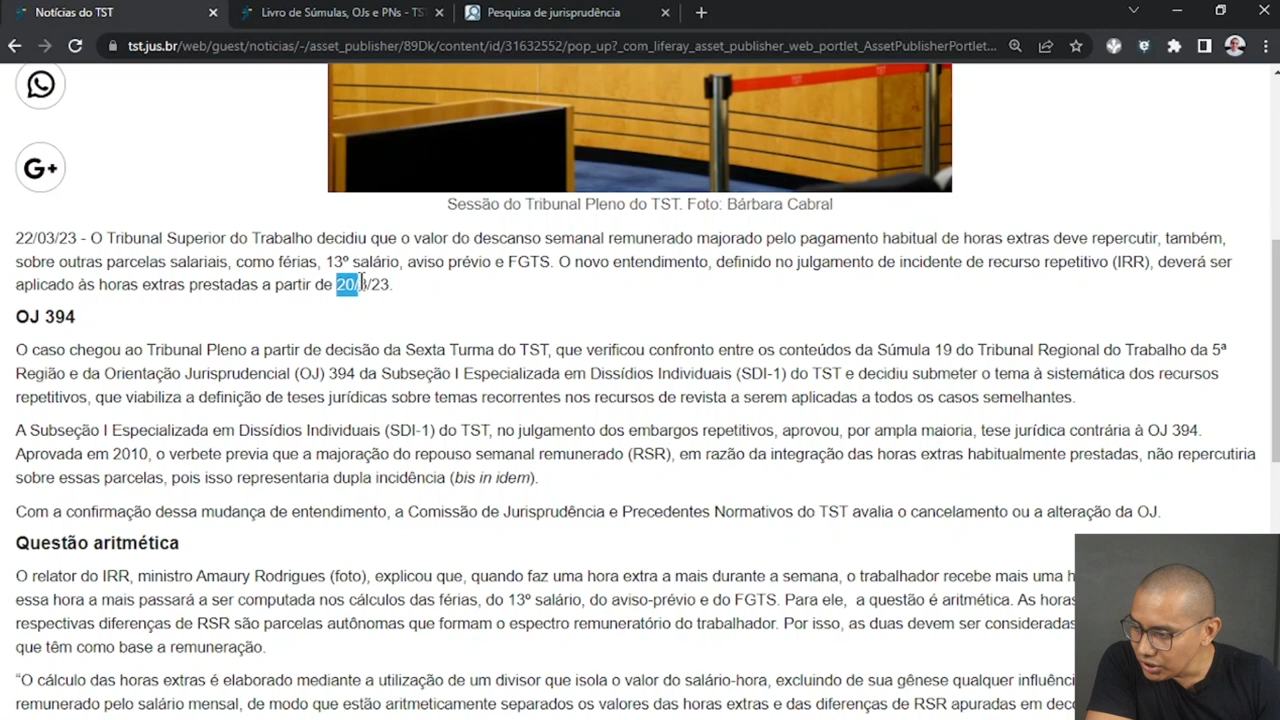 Notícias do TST
Livro de Súmulas, OJs e PNs - TST
Pesquisa de jurisprudência
tst.jus.br/web/guest/noticias/-/asset_publisher/89Dk/content/id/31632552/pop_up?_com_liferay_asset_publisher_web_portlet_AssetPublisherPortlet...
G+
Sessão do Tribunal Pleno do TST. Foto: Bárbara Cabral
22/03/23 - O Tribunal Superior do Trabalho decidiu que o valor do descanso semanal remunerado majorado pelo pagamento habitual de horas extras deve repercutir, também,
sobre outras parcelas salariais, como férias, 13º salário, aviso prévio e FGTS. O novo entendimento, definido no julgamento de incidente de recurso repetitivo (IRR), deverá ser
aplicado às horas extras prestadas a partir de 20/3/23.
OJ 394
O caso chegou ao Tribunal Pleno a partir de decisão da Sexta Turma do TST, que verificou confronto entre os conteúdos da Súmula 19 do Tribunal Regional do Trabalho da 5ª
Região e da Orientação Jurisprudencial (OJ) 394 da Subseção I Especializada em Dissídios Individuais (SDI-1) do TST e decidiu submeter o tema à sistemática dos recursos
repetitivos, que viabiliza a definição de teses jurídicas sobre temas recorrentes nos recursos de revista a serem aplicadas a todos os casos semelhantes.
A Subseção I Especializada em Dissídios Individuais (SDI-1) do TST, no julgamento dos embargos repetitivos, aprovou, por ampla maioria, tese jurídica contrária à OJ 394.
Aprovada em 2010, o verbete previa que a majoração do repouso semanal remunerado (RSR), em razão da integração das horas extras habitualmente prestadas, não repercutiria
sobre essas parcelas, pois isso representaria dupla incidência (bis in idem).
Com a confirmação dessa mudança de entendimento, a Comissão de Jurisprudência e Precedentes Normativos do TST avalia o cancelamento ou a alteração da OJ.
Questão aritmética
O relator do IRR, ministro Amaury Rodrigues (foto), explicou que, quando faz uma hora extra a mais durante a semana, o trabalhador recebe mais uma h
essa hora a mais passará a ser computada nos cálculos das férias, do 13º salário, do aviso-prévio e do FGTS. Para ele, a questão é aritmética. As horas
respectivas diferenças de RSR são parcelas autônomas que formam o espectro remuneratório do trabalhador. Por isso, as duas devem ser consideradas
que têm como base a remuneração.
“O cálculo das horas extras é elaborado mediante a utilização de um divisor que isola o valor do salário-hora, excluindo de sua gênese qualquer influênci
remunerado pelo salário mensal, de modo que estão aritmeticamente separados os valores das horas extras e das diferenças de RSR apuradas em deco